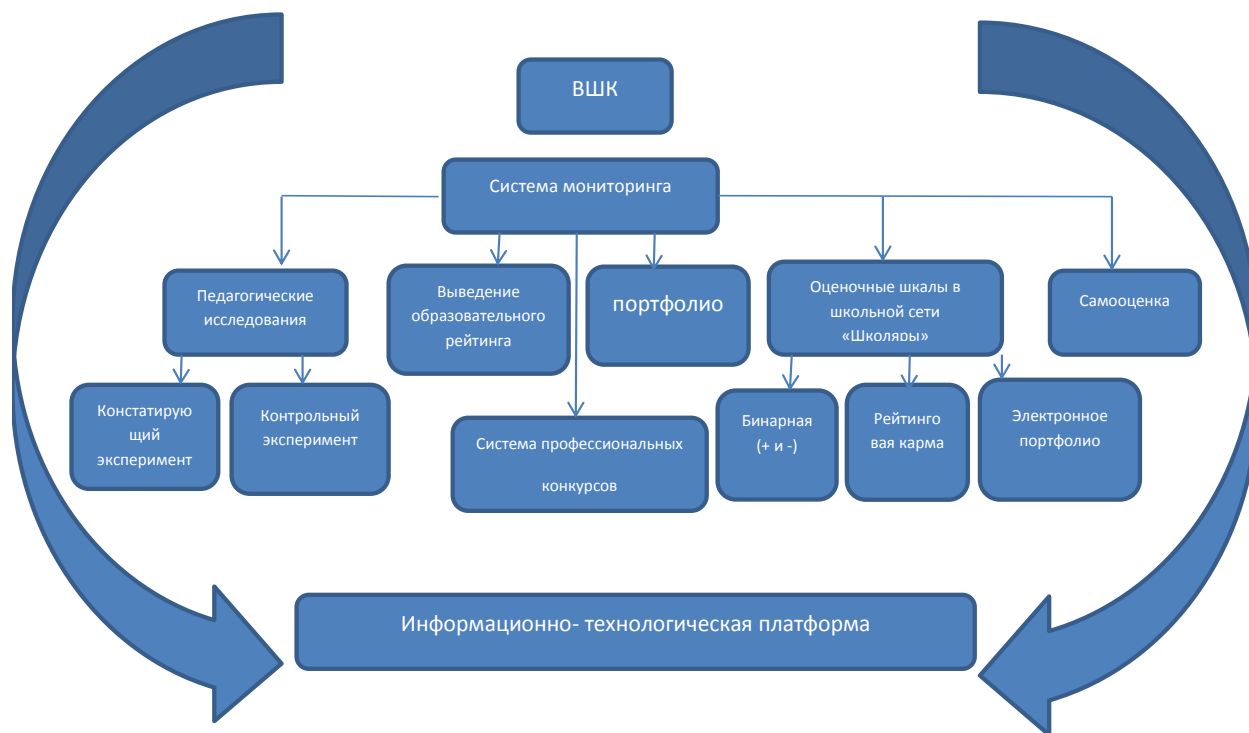 ВШК
Система мониторинга
Педагогические
исследования
Выведение
образовательного
рейтинга
портфолио
Оценочные шкалы в
школьной сети
«Школяры»
Самооценка
Констатирую
щий
эксперимент
Контрольный
эксперимент
Система профессиональных
конкурсов
Бинарная
(+ и -)
Рейтинго
вая карма
Электронное
портфолио
Информационно- технологическая платформа